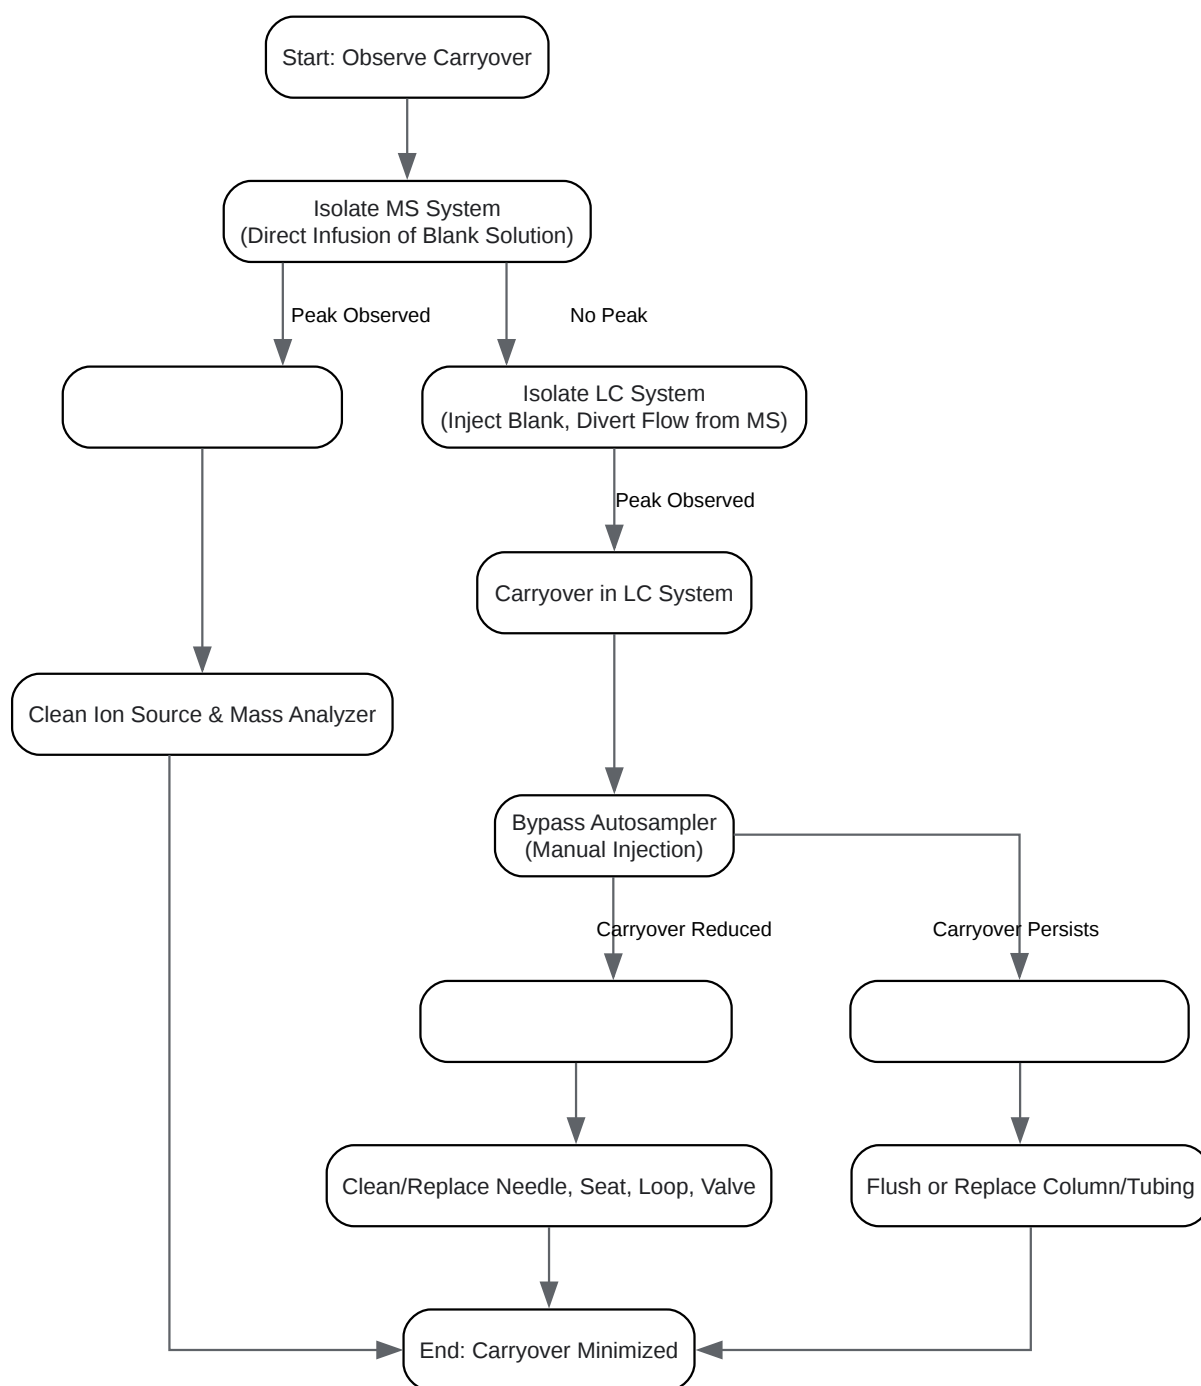 Start: Observe Carryover
Isolate MS System
(Direct Infusion of Blank Solution)
Peak Observed
No Peak
Isolate LC System
(Inject Blank, Divert Flow from MS)
Peak Observed
Carryover in LC System
Clean Ion Source & Mass Analyzer
Bypass Autosampler
(Manual Injection)
Carryover Reduced
Carryover Persists
Clean/Replace Needle, Seat, Loop, Valve
Flush or Replace Column/Tubing
End: Carryover Minimized